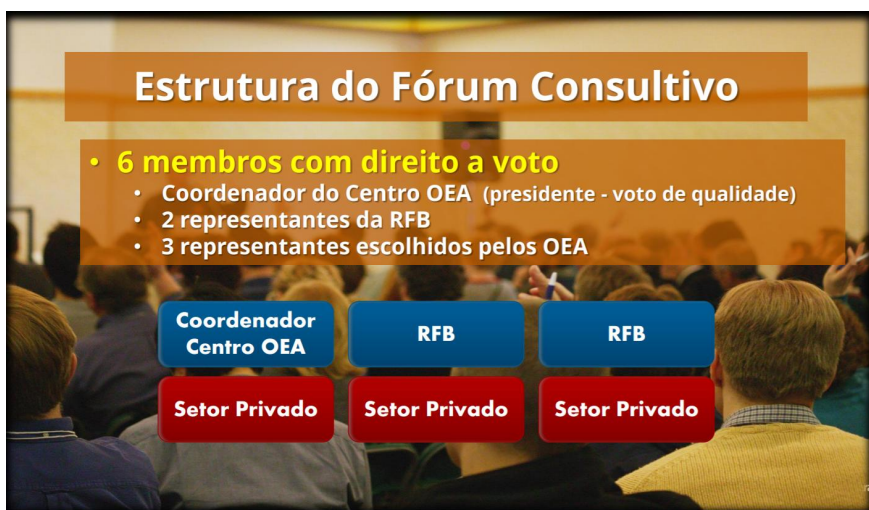 Estrutura do Fórum Consultivo
• 6 membros com direito a voto
• Coordenador do Centro OEA (presidente - voto de qualidade)
• 2 representantes da RFB
• 3 representantes escolhidos pelos OEA
Coordenador
Centro OEA
RFB
RFB
Setor Privado
Setor Privado
Setor Privado